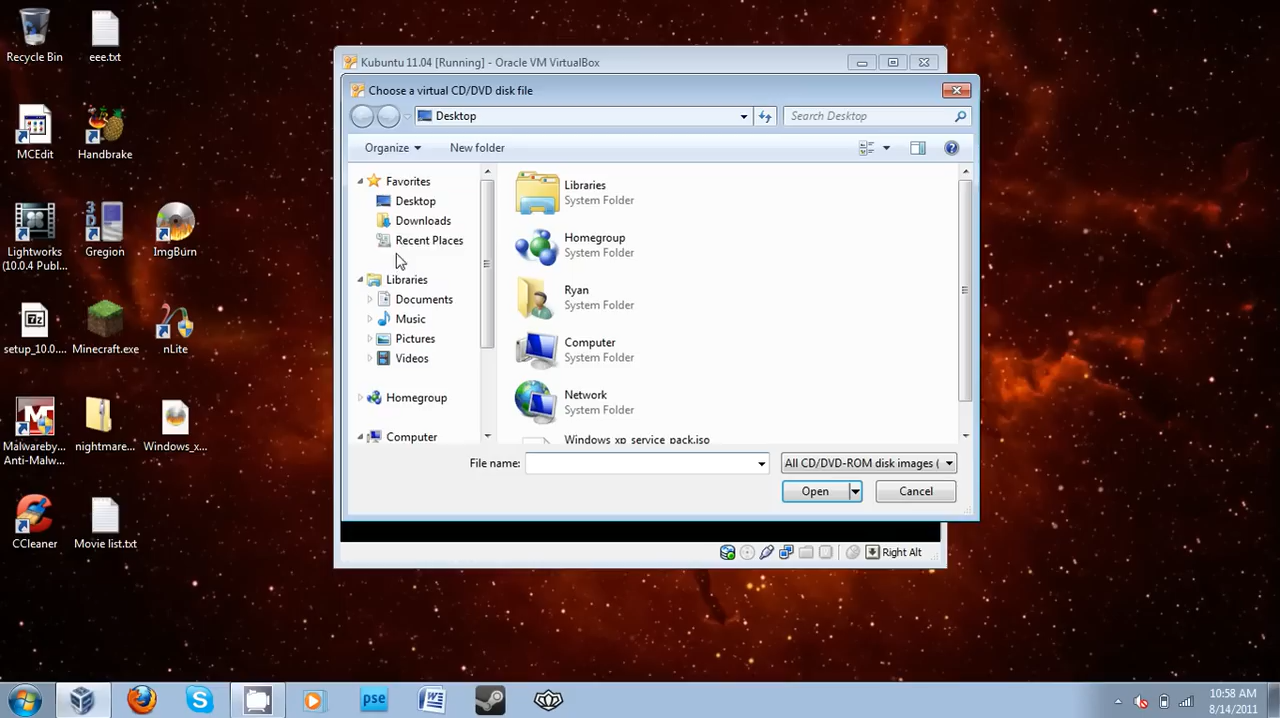 Recycle Bin
eee.txt
MCEdit
Handbrake
Lightworks
(10.0.4 Publ...
Gregion
ImgBurn
setup_10.0....
Minecraft.exe
nLite
Malwareby...
Anti-Malw...
nightmare...
Windows_x...
CCleaner
Movie list.txt
Kubuntu 11.04 [Running] - Oracle VM VirtualBox
Choose a virtual CD/DVD disk file
Desktop
Search Desktop
Organize
New folder
Favorites
Desktop
Downloads
Recent Places
Libraries
Documents
Music
Pictures
Videos
Homegroup
Computer
Libraries
System Folder
Homegroup
System Folder
Ryan
System Folder
Computer
System Folder
Network
System Folder
Windows_xp_service_pack.iso
File name:
All CD/DVD-ROM disk images (
Open
Cancel
Right Alt
pse
10:58 AM
8/14/2011